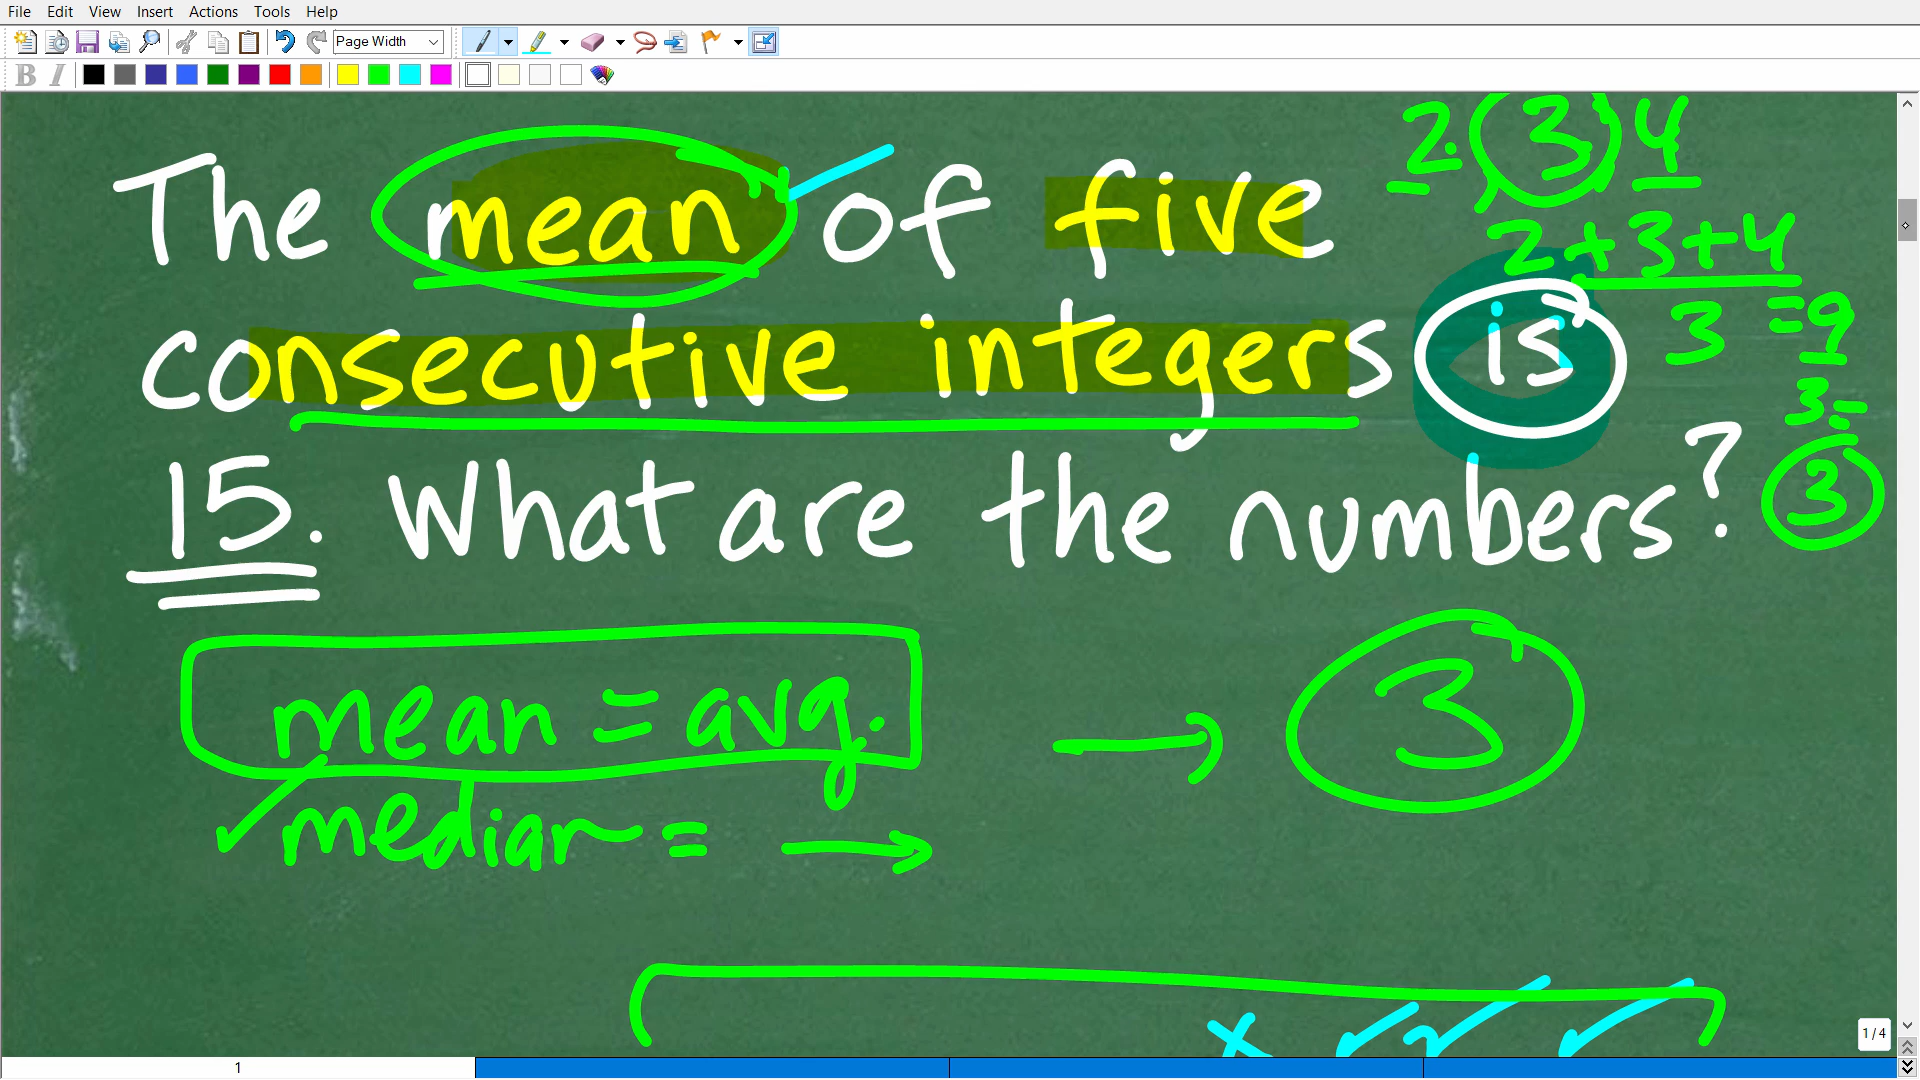 File Edit View Insert Actions Tools Help
Page Width
B I
2. 3 4
The mean of five
2 + 3 + 4
3 = 9
consecutive integers is
3 =
3
15. What are the numbers?
mean = avg. → 3
median = →
x
1 / 4
1